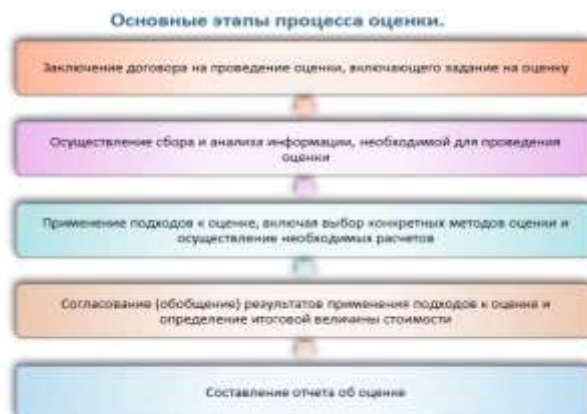 Основные этапы процесса оценки.
Заключение договора на проведение оценки, включающего задание на оценку
Осуществление сбора и анализа информации, необходимой для проведения
оценки
Применение подходов к оценке, включая выбор конкретных методов оценки и
осуществление необходимых расчетов
Согласование (обобщение) результатов применения подходов к оценке и
определение итоговой величины стоимости
Составление отчета об оценке